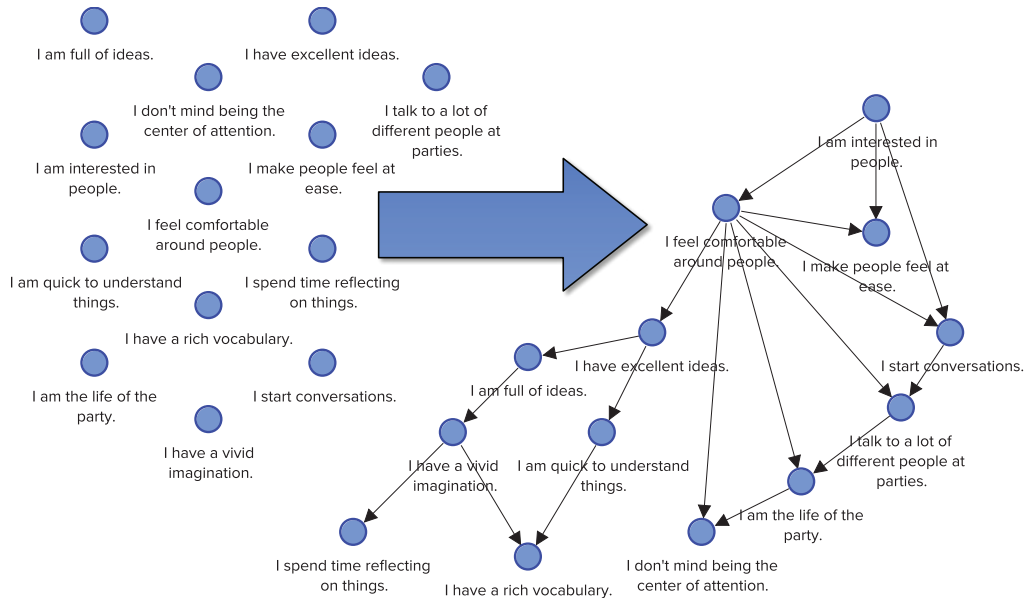 I am full of ideas.
I have excellent ideas.
I don't mind being the
center of attention.
I talk to a lot of
different people at
parties.
I am interested in
people.
I make people feel at
ease.
I feel comfortable
around people.
I am quick to understand
things.
I spend time reflecting
on things.
I have a rich vocabulary.
I am the life of the
party.
I start conversations.
I have a vivid
imagination.
I am interested in
people.
I feel comfortable
around people.
I make people feel at
ease.
I have excellent ideas.
I start conversations.
I am full of ideas.
I talk to a lot of
different people at
parties.
I have a vivid
imagination.
I am quick to understand
things.
I am the life of the
party.
I spend time reflecting
on things.
I have a rich vocabulary.
I don't mind being the
center of attention.